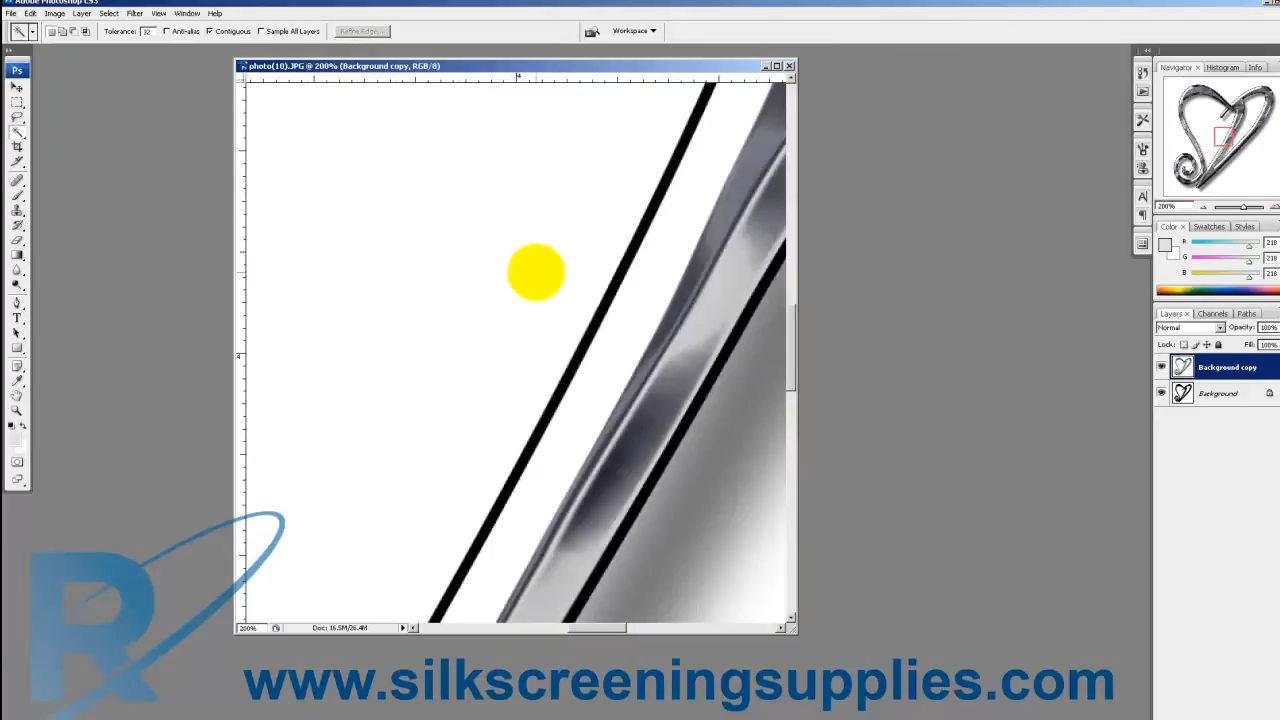 Adobe Photoshop CS3
File Edit Image Layer Select Filter View Window Help
Tolerance: 32 Anti-alias Contiguous Sample All Layers Refine Edge... Workspace
Ps
photo(10).JPG @ 200% (Background copy, RGB/8)
4
4
200% Doc: 16.5M/26.4M
Navigator x Histogram Info
200%
Color x Swatches Styles
R 218
G 218
B 218
Layers x Channels Paths
Normal Opacity: 100%
Lock: Fill: 100%
Background copy
Background
R
www.silkscreeningsupplies.com